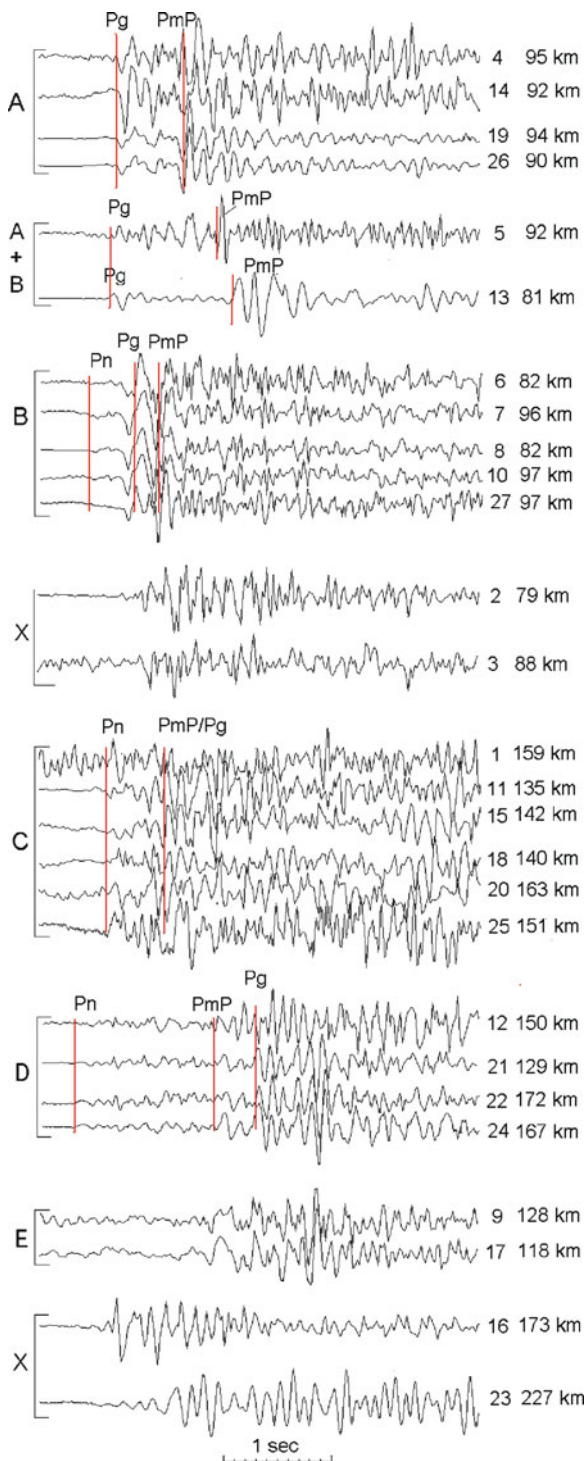 Pg PmP
A
4 95 km
14 92 km
19 94 km
26 90 km
Pg
PmP
A
+
B
5 92 km
Pg
PmP
13 81 km
Pn Pg PmP
B
6 82 km
7 96 km
8 82 km
10 97 km
27 97 km
X
2 79 km
3 88 km
Pn PmP/Pg
C
1 159 km
11 135 km
15 142 km
18 140 km
20 163 km
25 151 km
Pg
Pn PmP
D
12 150 km
21 129 km
22 172 km
24 167 km
E
9 128 km
17 118 km
X
16 173 km
23 227 km
1 sec